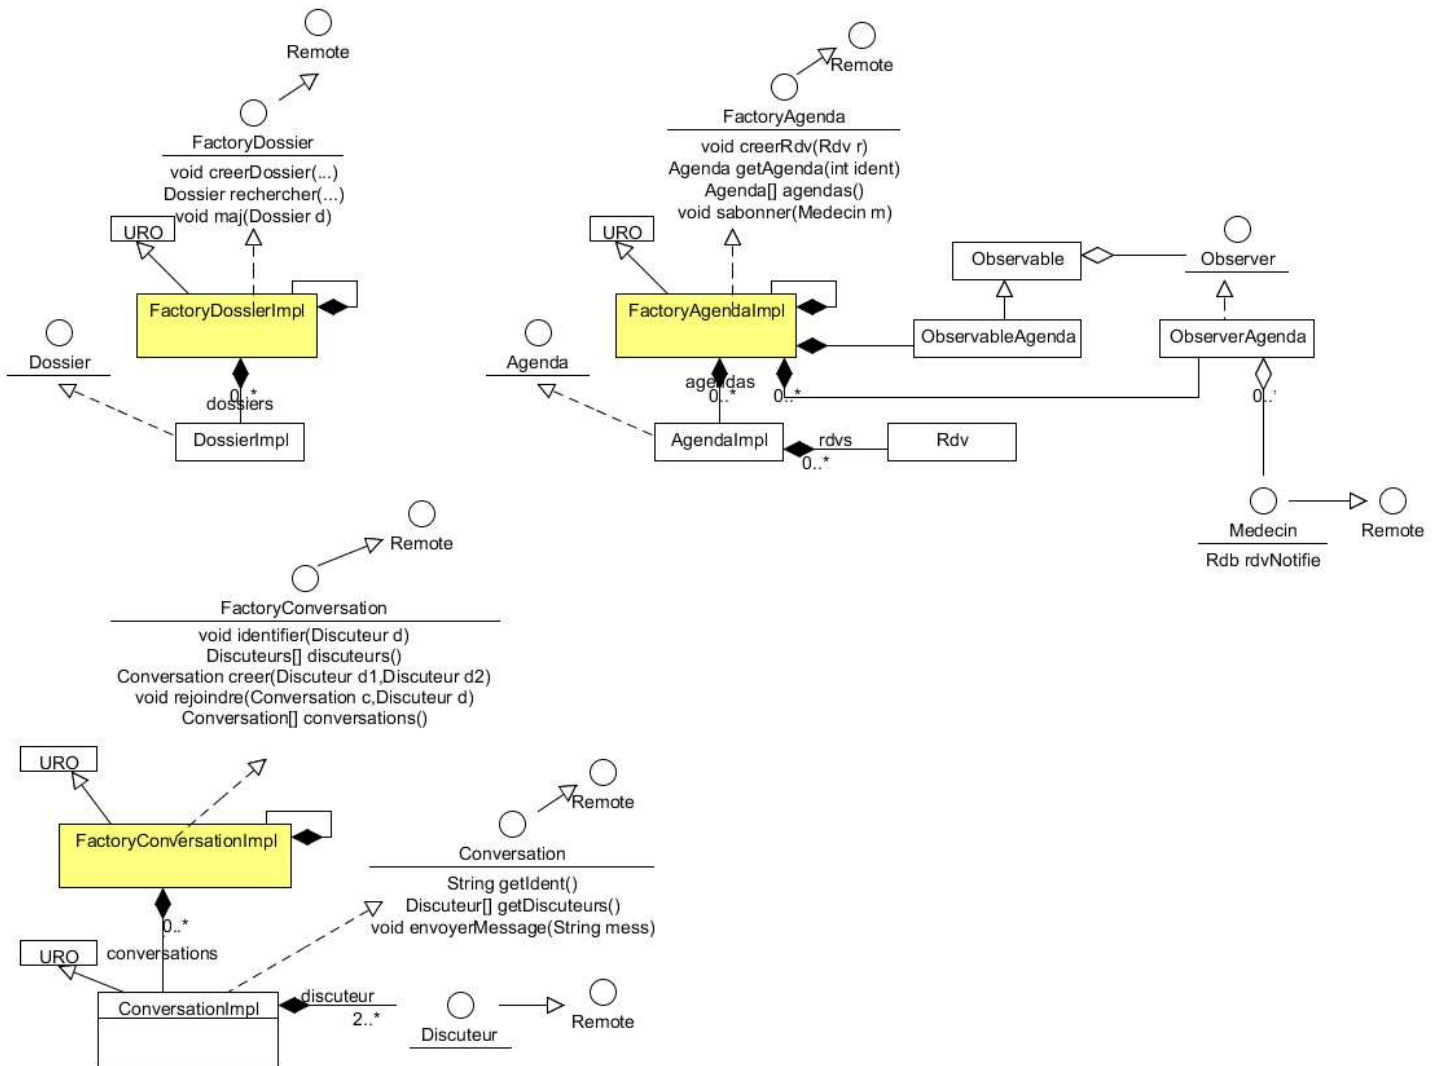 Remote
FactoryDossier
void creerDossier(...)
Dossier rechercher(...)
void maj(Dossier d)
URO
FactoryDossierImpl
Dossier
0..*
dossiers
DossierImpl
Remote
FactoryAgenda
void creerRdv(Rdv r)
Agenda getAgenda(int ident)
Agenda[] agendas()
void sabonner(Medecin m)
URO
FactoryAgendaImpl
Observable
Observer
ObservableAgenda
ObserverAgenda
Agenda
agendas
0..*
0..*
0..*
AgendaImpl
rdvs
0..*
Rdv
Medecin
Rdb rdvNotifie
Remote
Remote
FactoryConversation
void identifier(Discuteur d)
Discuteurs[] discuteurs()
Conversation creer(Discuteur d1,Discuteur d2)
void rejoindre(Conversation c,Discuteur d)
Conversation[] conversations()
URO
FactoryConversationImpl
Remote
Conversation
String getIdent()
Discuteur[] getDiscuteurs()
void envoyerMessage(String mess)
0..*
conversations
URO
ConversationImpl
discuteur
2..*
Discuteur
Remote